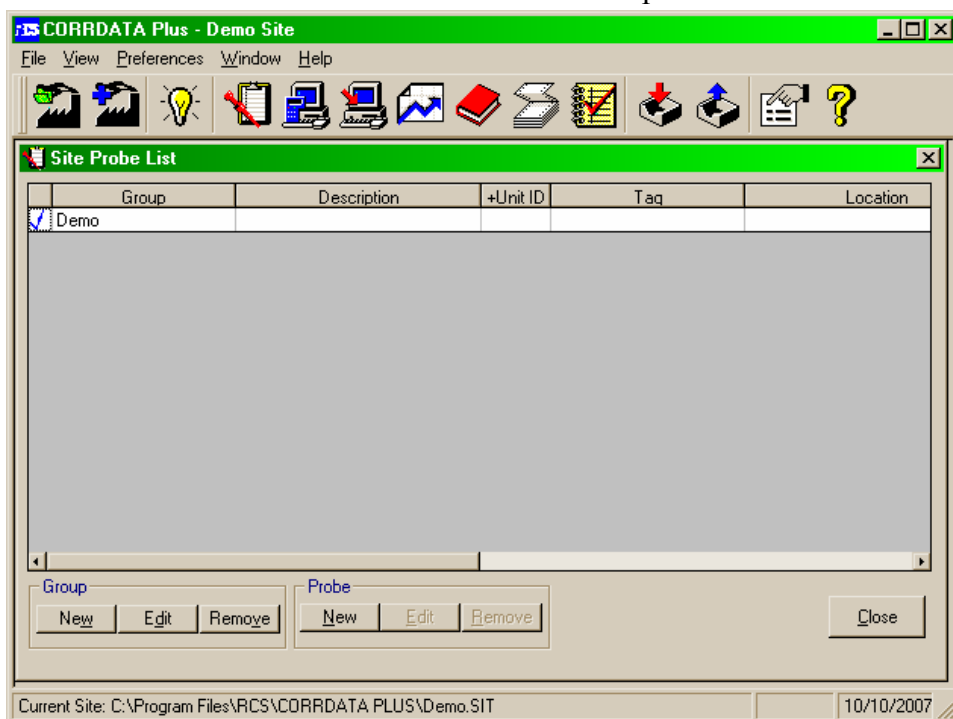 CORRDATA Plus - Demo Site
File View Preferences Window Help
Site Probe List
Group Description +Unit ID Tag Location
Demo
Group Probe
New Edit Remove New Edit Remove Close
Current Site: C:\Program Files\RCS\CORRDATA PLUS\Demo.SIT 10/10/2007